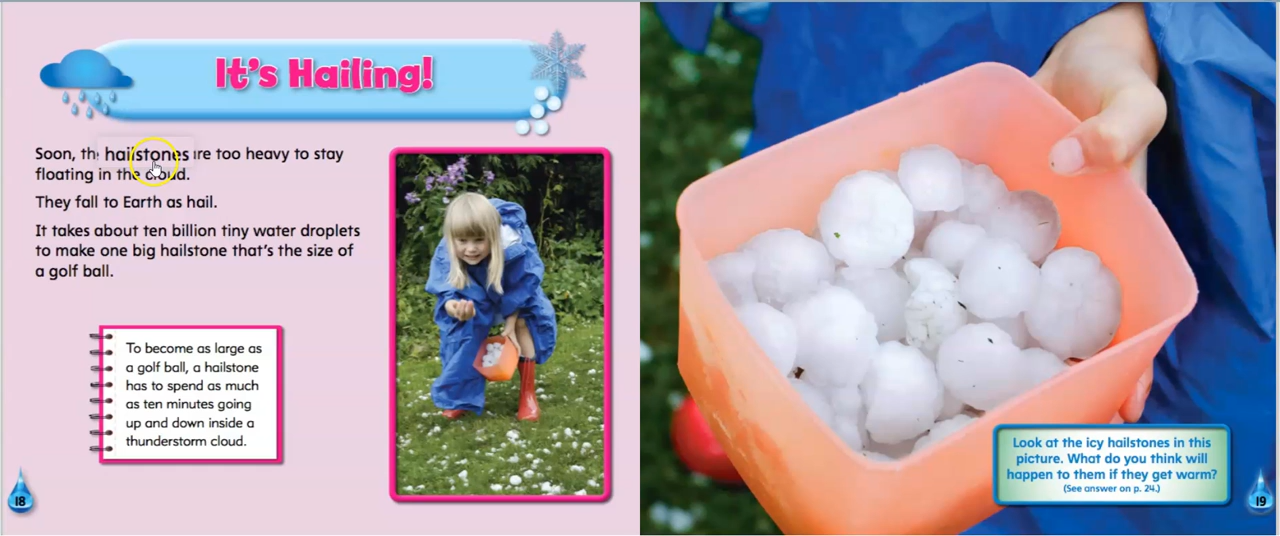 It's Hailing!
Soon, the hailstones are too heavy to stay
floating in the cloud.
They fall to Earth as hail.
It takes about ten billion tiny water droplets
to make one big hailstone that's the size of
a golf ball.
To become as large as
a golf ball, a hailstone
has to spend as much
as ten minutes going
up and down inside a
thunderstorm cloud.
18
Look at the icy hailstones in this
picture. What do you think will
happen to them if they get warm?
(See answer on p. 24.)
19